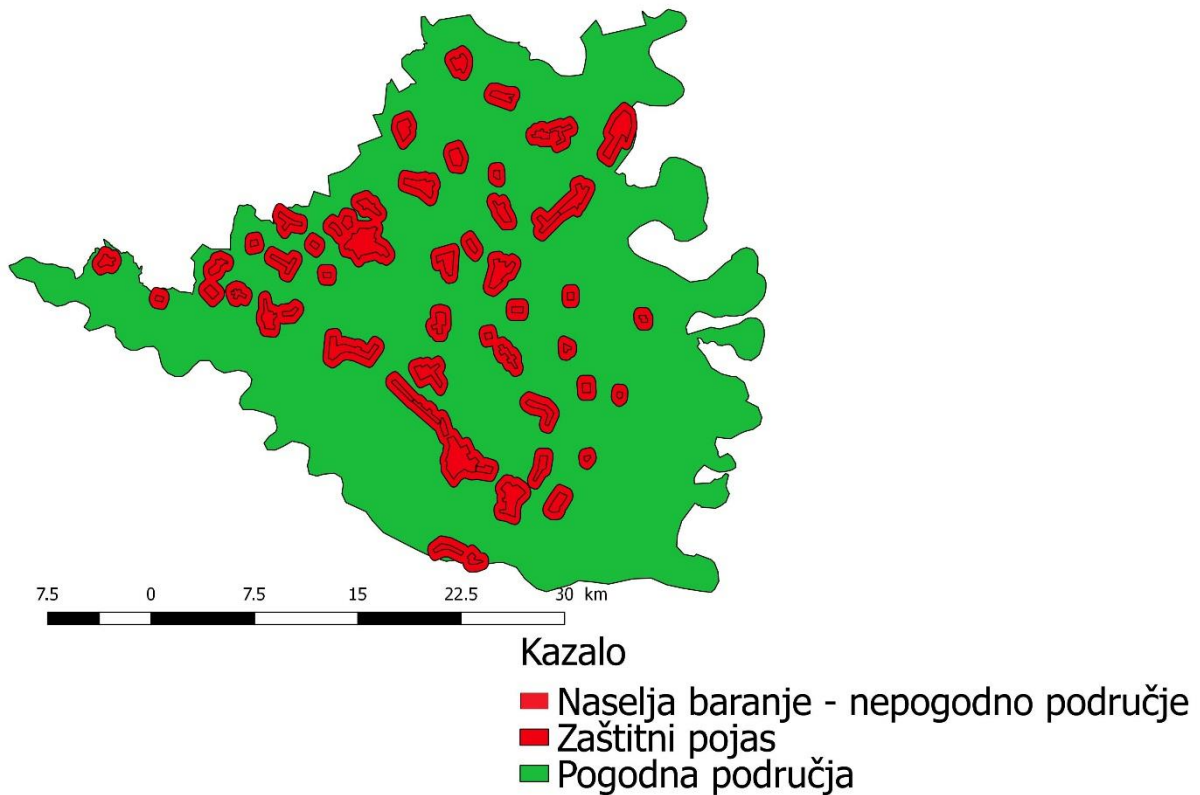 7.5 0 7.5 15 22.5 30 km
Kazalo
Naselja baranje - nepogodno područje
Zaštitni pojas
Pogodna područja